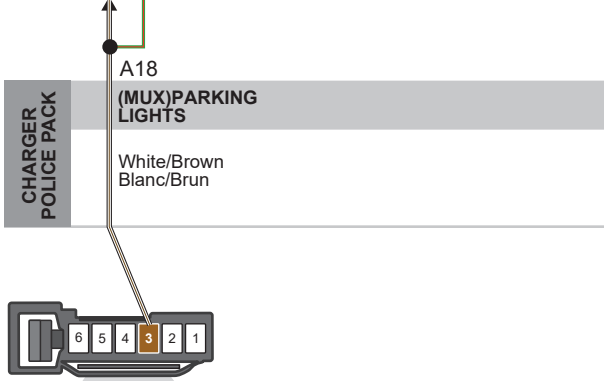 A18
CHARGER
POLICE PACK
(MUX)PARKING
LIGHTS
White/Brown
Blanc/Brun
6 5 4 3 2 1